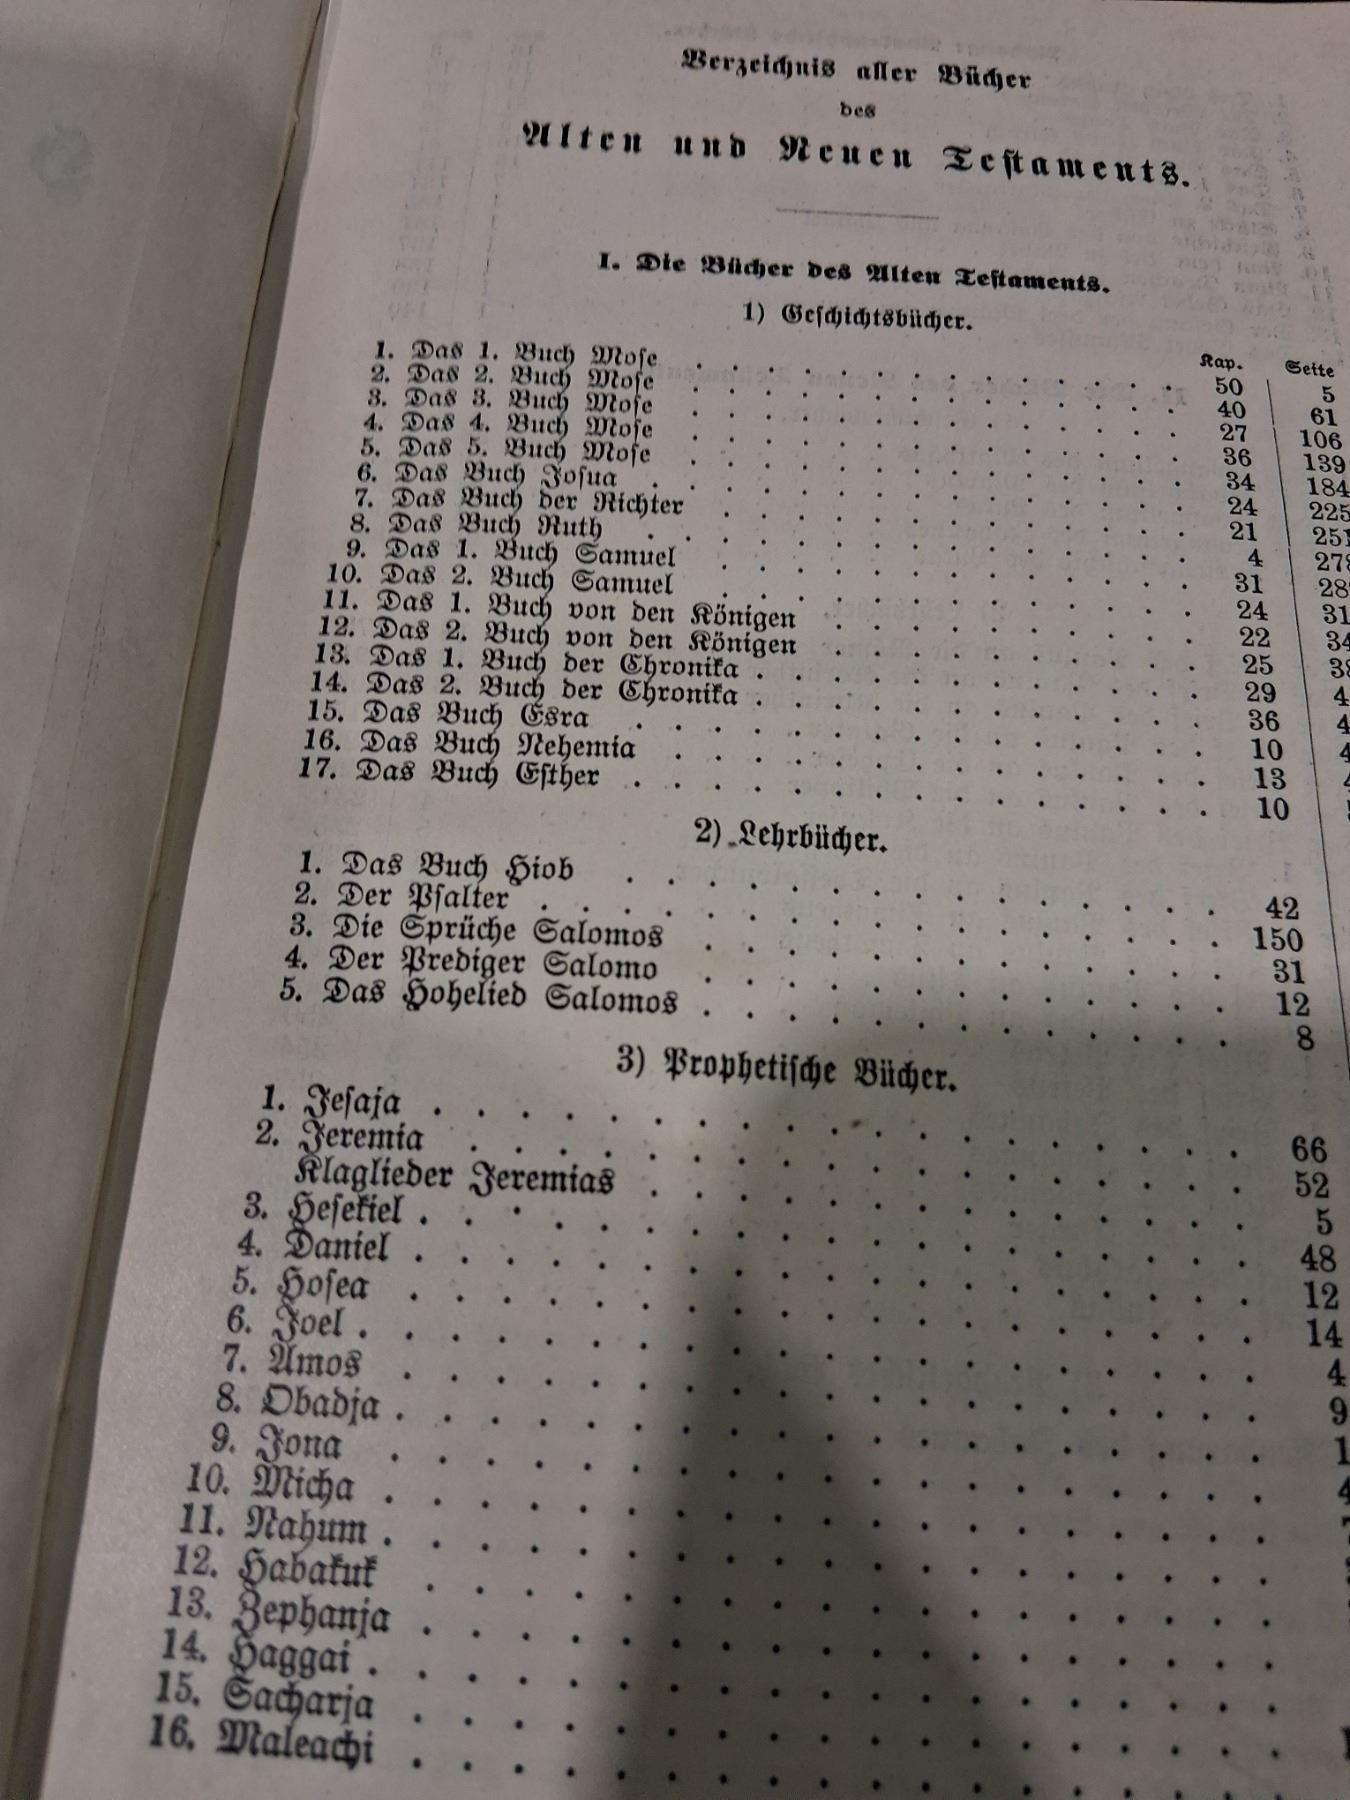 Verzeichnis aller Bücher
des
Alten und Neuen Testaments.
I. Die Bücher des Alten Testaments.
1) Geschichtsbücher.
Kap. Seite
1. Das 1. Buch Mose . . . . . . . . . . . . 50 5
2. Das 2. Buch Mose . . . . . . . . . . . . 40 61
3. Das 3. Buch Mose . . . . . . . . . . . . 27 106
4. Das 4. Buch Mose . . . . . . . . . . . . 36 139
5. Das 5. Buch Mose . . . . . . . . . . . . 34 184
6. Das Buch Josua . . . . . . . . . . . . 24 225
7. Das Buch der Richter . . . . . . . . . . . . 21 251
8. Das Buch Ruth . . . . . . . . . . . . 4 278
9. Das 1. Buch Samuel . . . . . . . . . . . . 31 28
10. Das 2. Buch Samuel . . . . . . . . . . . . 24 31
11. Das 1. Buch von den Königen . . . . . . . . . . 22 34
12. Das 2. Buch von den Königen . . . . . . . . . . 25 38
13. Das 1. Buch der Chronika . . . . . . . . . . . . 29 4
14. Das 2. Buch der Chronika . . . . . . . . . . . . 36 4
15. Das Buch Esra . . . . . . . . . . . . 10 4
16. Das Buch Nehemia . . . . . . . . . . . . 13
17. Das Buch Esther . . . . . . . . . . . . 10
2) Lehrbücher.
1. Das Buch Hiob . . . . . . . . . . . . 42
2. Der Psalter . . . . . . . . . . . . 150
3. Die Sprüche Salomos . . . . . . . . . . . . 31
4. Der Prediger Salomo . . . . . . . . . . . . 12
5. Das Hohelied Salomos . . . . . . . . . . . . 8
3) Prophetische Bücher.
1. Jesaja . . . . . . . . . . . . 66
2. Jeremia . . . . . . . . . . . . 52
Klaglieder Jeremias . . . . . . . . . . . . 5
3. Hesekiel . . . . . . . . . . . . 48
4. Daniel . . . . . . . . . . . . 12
5. Hosea . . . . . . . . . . . . 14
6. Joel . . . . . . . . . . . . 4
7. Amos . . . . . . . . . . . . 9
8. Obadja . . . . . . . . . . . . 1
9. Jona . . . . . . . . . . . . 4
10. Micha . . . . . . . . . . . .
11. Nahum . . . . . . . . . . . .
12. Habakuk . . . . . . . . . . . .
13. Zephanja . . . . . . . . . . . .
14. Haggai . . . . . . . . . . . .
15. Sacharja . . . . . . . . . . . .
16. Maleachi . . . . . . . . . . . .